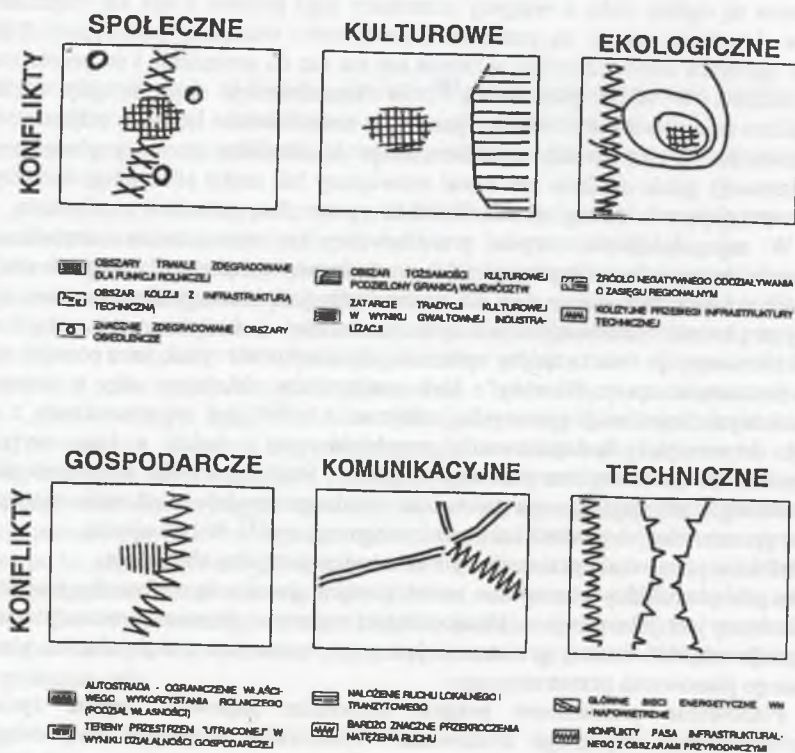 SPOŁECZNE
KULTUROWE
EKOLOGICZNE
KONFLIKTY
OBSZARY TRWALE ZDEGRADOWANE
DLA FUNKCJI ROLNICZEJ
OBSZAR KOLIZJI Z INFRASTRUKTURĄ
TECHNICZNĄ
ZNACZNIE ZDEGRADOWANE OBSZARY
OSIEDLEŃCZE
OBSZAR TOŻSAMOŚCI KULTUROWEJ
PODZIELONY GRANICĄ WOJEWÓDZTW
ZATARCIE TRADYCJI KULTUROWEJ
W WYNIKU GWAŁTOWNEJ INDUSTRA-
LIZACJI
ŹRÓDŁO NEGATYWNEGO ODDZIAŁYWANIA
O ZASIĘGU REGIONALNYM
KOLIZYJNE PRZEBIEGI INFRASTRUKTURY
TECHNICZNEJ
GOSPODARCZE
KOMUNIKACYJNE
TECHNICZNE
KONFLIKTY
AUTOSTRADA - OGRANICZENIE WŁAŚCI-
WEGO WYKORZYSTANIA ROLNICZEGO
(PODZIAŁ WŁASNOŚCI)
TERENY PRZESTRZENI "UTRACONEJ" W
WYNIKU DZIAŁALNOŚCI GOSPODARCZEJ
NAŁOŻENIE RUCHU LOKALNEGO I
TRANZYTOWEGO
BARDZO ZNACZNE PRZEKROCZENIA
NATĘŻENIA RUCHU
GŁÓWNE SIECI ENERGETYCZNE WN
- NAPOWIETRZNE
KONFLIKTY PASA INFRASTRUKTURAL-
NEGO Z OBSZARAMI PRZYRODNICZYMI